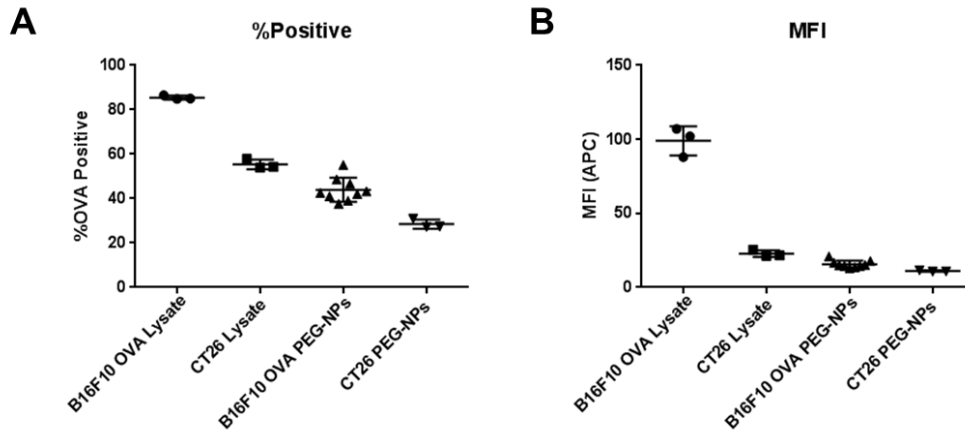 A
%Positive
%OVA Positive
100
80
60
40
20
0
B16F10 OVA Lysate
CT26 Lysate
B16F10 OVA PEG-NPs
CT26 PEG-NPs
B
MFI
MFI (APC)
150
100
50
0
B16F10 OVA Lysate
CT26 Lysate
B16F10 OVA PEG-NPs
CT26 PEG-NPs